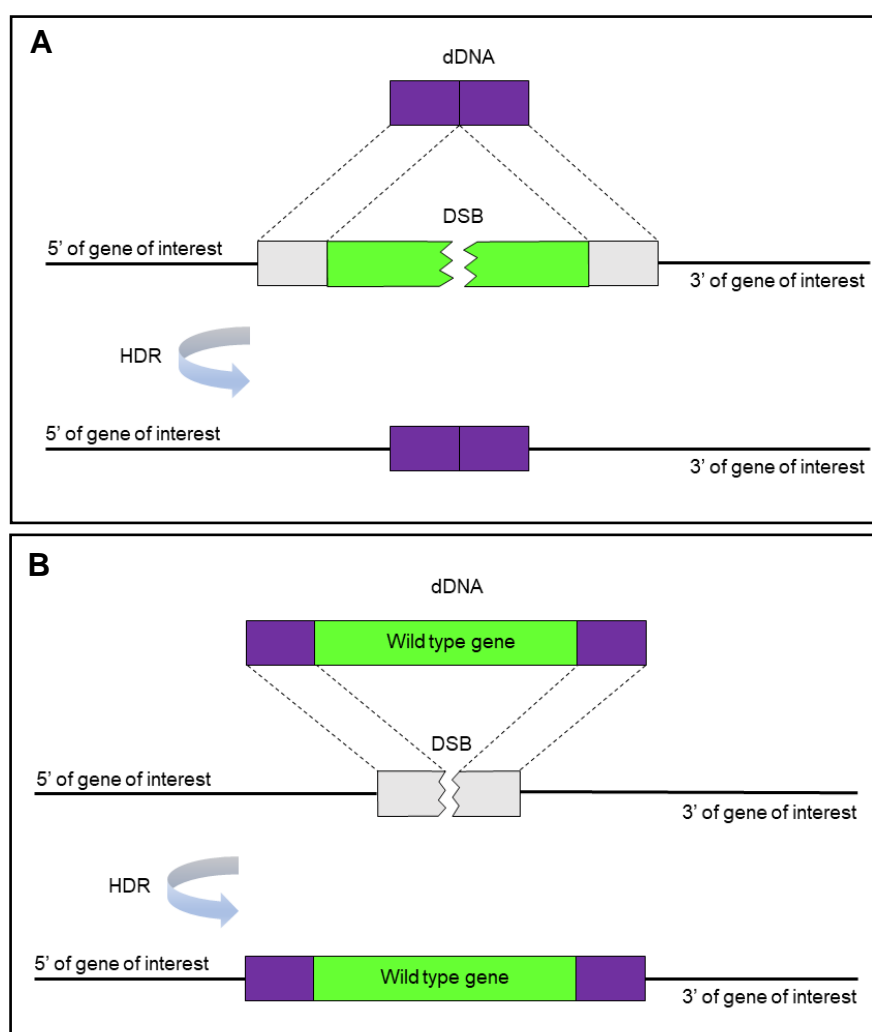 A
dDNA
DSB
5’ of gene of interest
3’ of gene of interest
HDR
5’ of gene of interest
3’ of gene of interest
B
dDNA
Wild type gene
DSB
5’ of gene of interest
3’ of gene of interest
HDR
5’ of gene of interest
Wild type gene
3’ of gene of interest